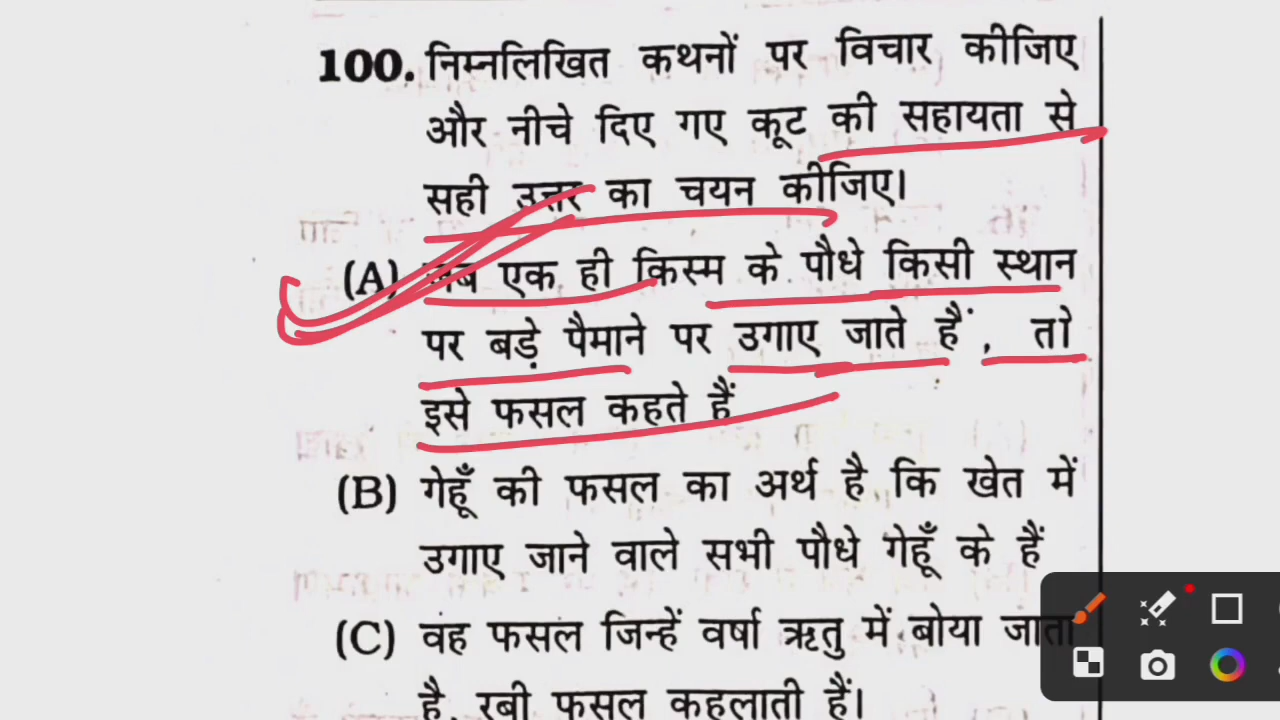 100. निम्नलिखित कथनों पर विचार कीजिए
और नीचे दिए गए कूट की सहायता से
सही उत्तर का चयन कीजिए।
(A) जब एक ही किस्म के पौधे किसी स्थान
पर बड़े पैमाने पर उगाए जाते हैं, तो
इसे फसल कहते हैं
(B) गेहूँ की फसल का अर्थ है कि खेत में
उगाए जाने वाले सभी पौधे गेहूँ के हैं
(C) वह फसल जिन्हें वर्षा ऋतु में बोया जाता
है, रबी फसल कहलाती हैं।